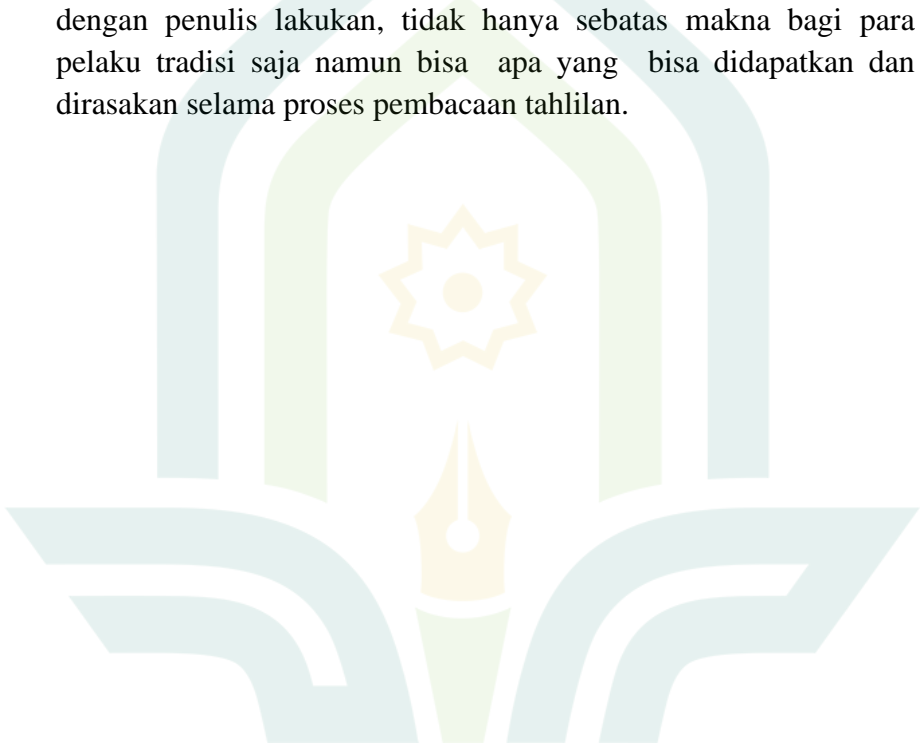 dengan penulis lakukan, tidak hanya sebatas makna bagi para
pelaku tradisi saja namun bisa apa yang bisa didapatkan dan
dirasakan selama proses pembacaan tahlilan.